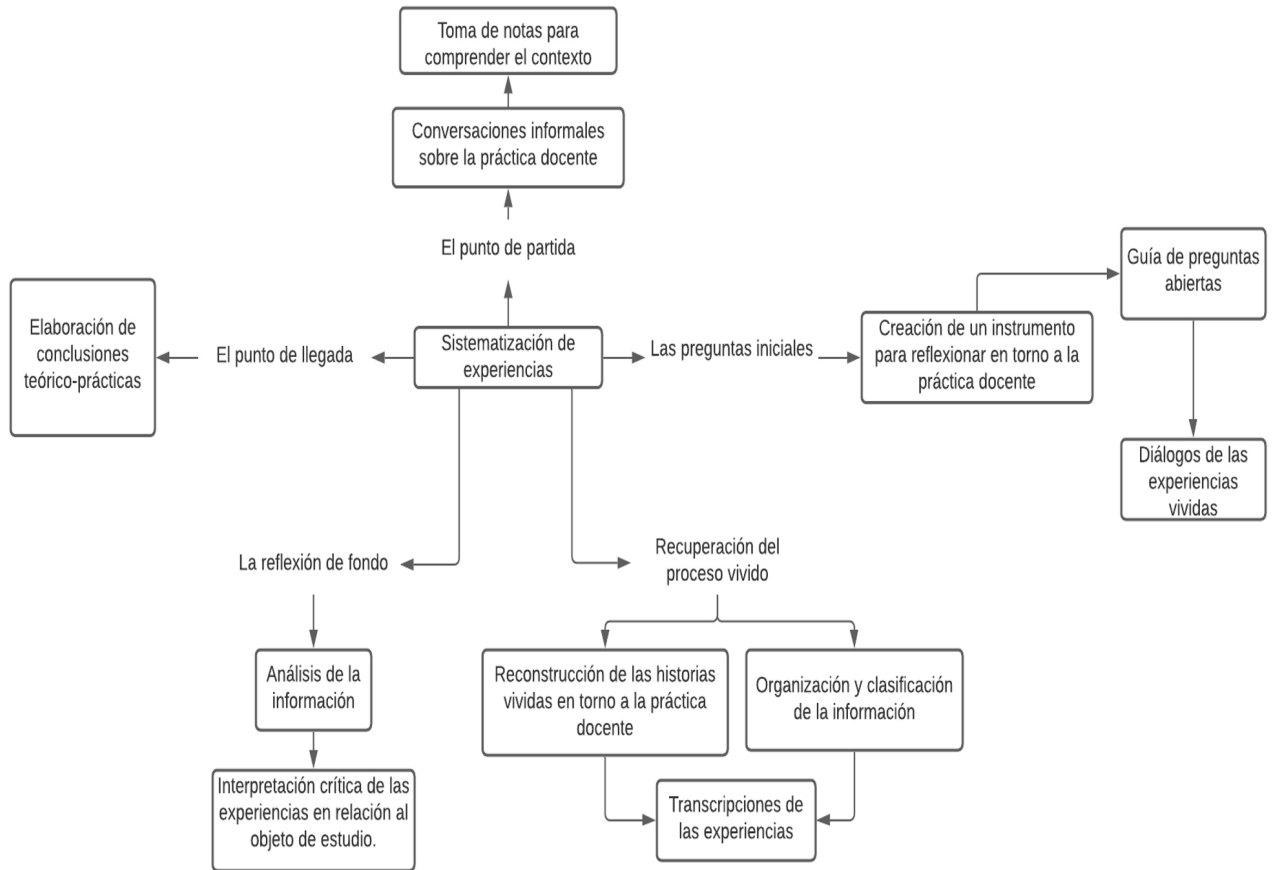 Toma de notas para
comprender el contexto
Conversaciones informales
sobre la práctica docente
El punto de partida
Guía de preguntas
abiertas
Elaboración de
conclusiones
teórico-prácticas
El punto de llegada
Sistematización de
experiencias
Las preguntas iniciales
Creación de un instrumento
para reflexionar en torno a la
práctica docente
Diálogos de las
experiencias
vividas
La reflexión de fondo
Recuperación del
proceso vivido
Análisis de la
información
Reconstrucción de las historias
vividas en torno a la práctica
docente
Organización y clasificación
de la información
Interpretación crítica de las
experiencias en relación al
objeto de estudio.
Transcripciones de
las experiencias